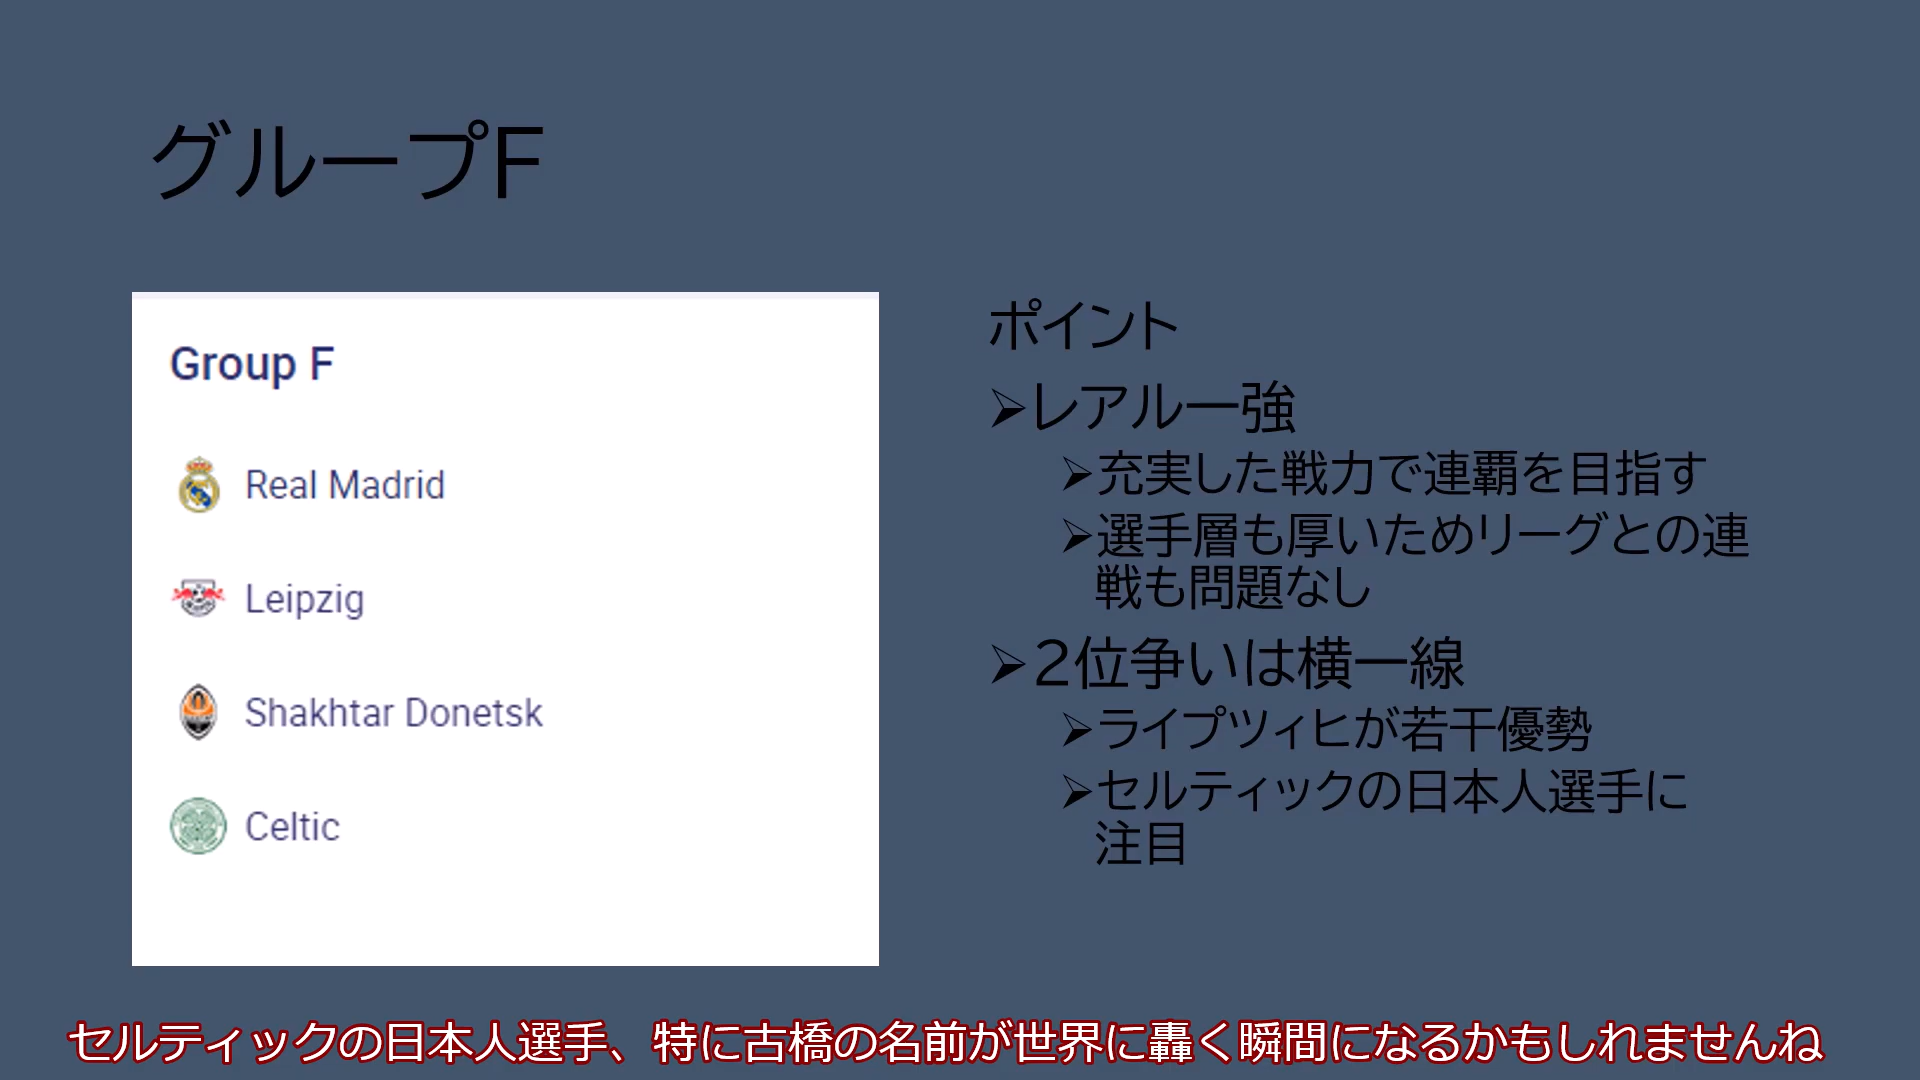 グループF
Group F
Real Madrid
Leipzig
Shakhtar Donetsk
Celtic
ポイント
➢レアル一強
➢充実した戦力で連覇を目指す
➢選手層も厚いためリーグとの連
戦も問題なし
➢2位争いは横一線
➢ライプツィヒが若干優勢
➢セルティックの日本人選手に
注目
セルティックの日本人選手、特に古橋の名前が世界に轟く瞬間になるかもしれませんね